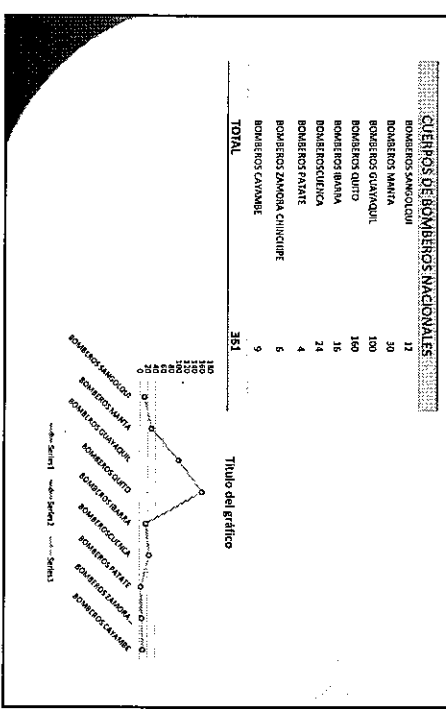 CUERPOS DE BOMBEROS NACIONALES
BOMBEROS SANGOLQUI 12
BOMBEROS MANTA 30
BOMBEROS GUAYAQUIL 100
BOMBEROS QUITO 160
BOMBEROS IBARRA 16
BOMBEROSCUENCA 24
BOMBEROS PATATE 4
BOMBEROS ZAMORA CHINCHIPE 6
BOMBEROS CAYAMBE 9
TOTAL 361
Título del gráfico
180
160
140
120
100
80
60
40
20
0
BOMBEROS SANGOLQUI
BOMBEROS MANTA
BOMBEROS GUAYAQUIL
BOMBEROS QUITO
BOMBEROS IBARRA
BOMBEROSCUENCA
BOMBEROS PATATE
BOMBEROS ZAMORA...
BOMBEROS CAYAMBE
Series1 Series2 Series3